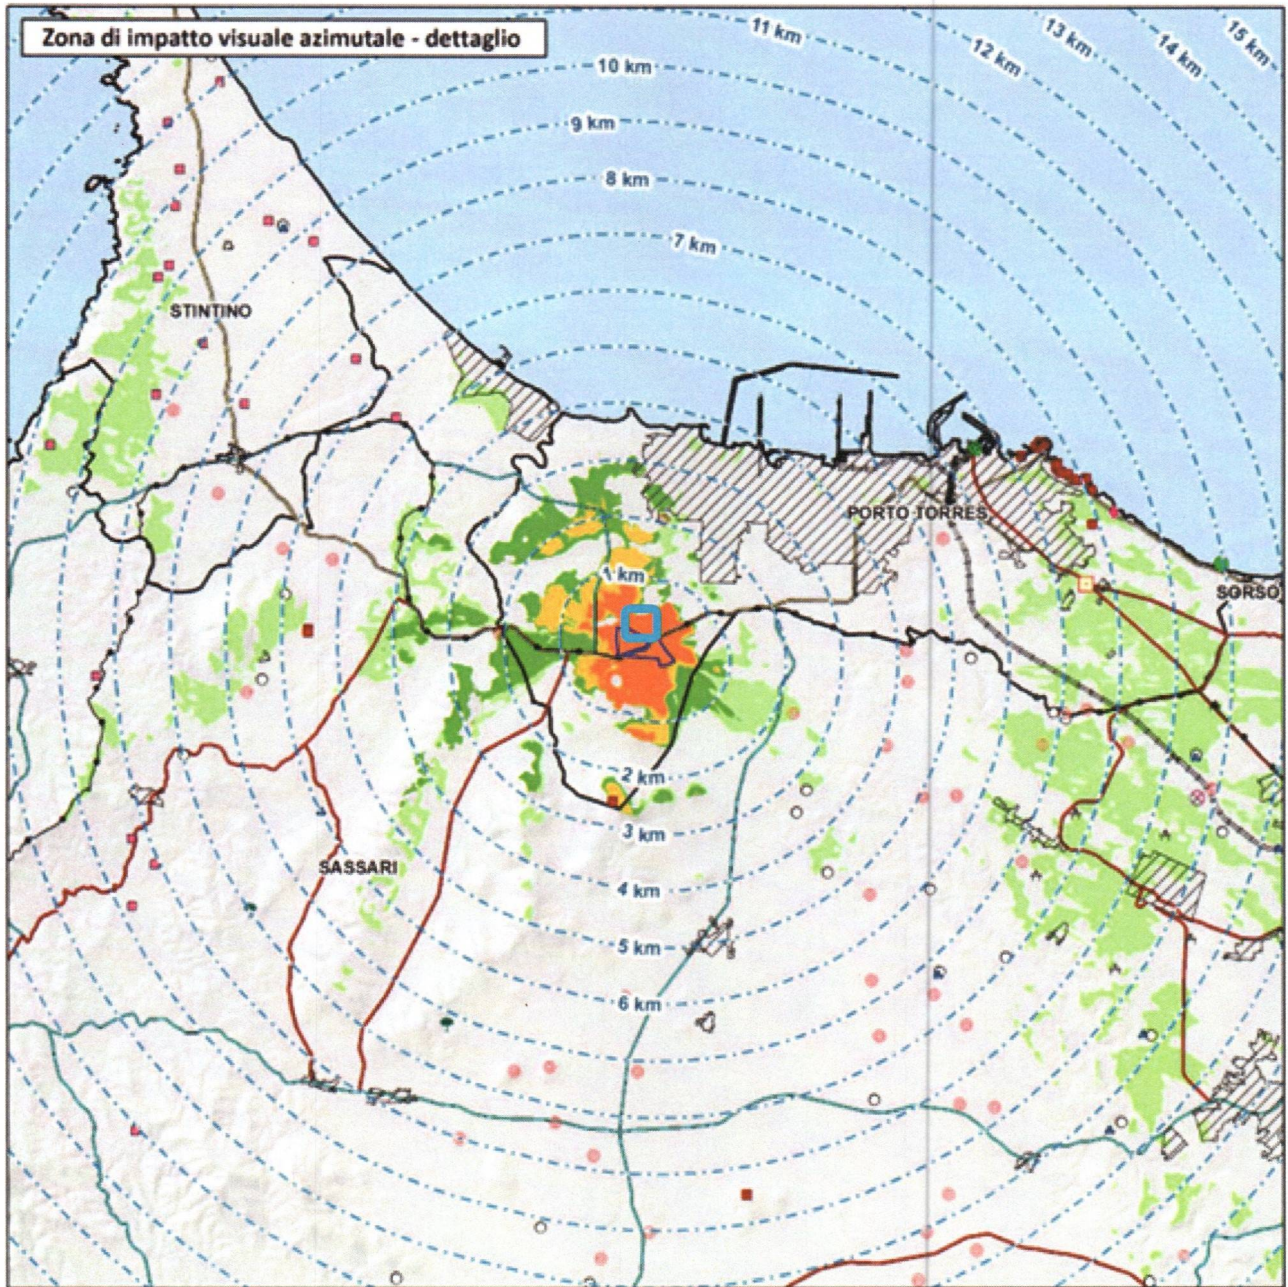 Zona di impatto visuale azimutale - dettaglio
11 km
12 km
13 km
14 km
15 km
10 km
9 km
8 km
7 km
STINTINO
PORTO TORRES
1 km
SORSO
2 km
3 km
SASSARI
4 km
5 km
6 km